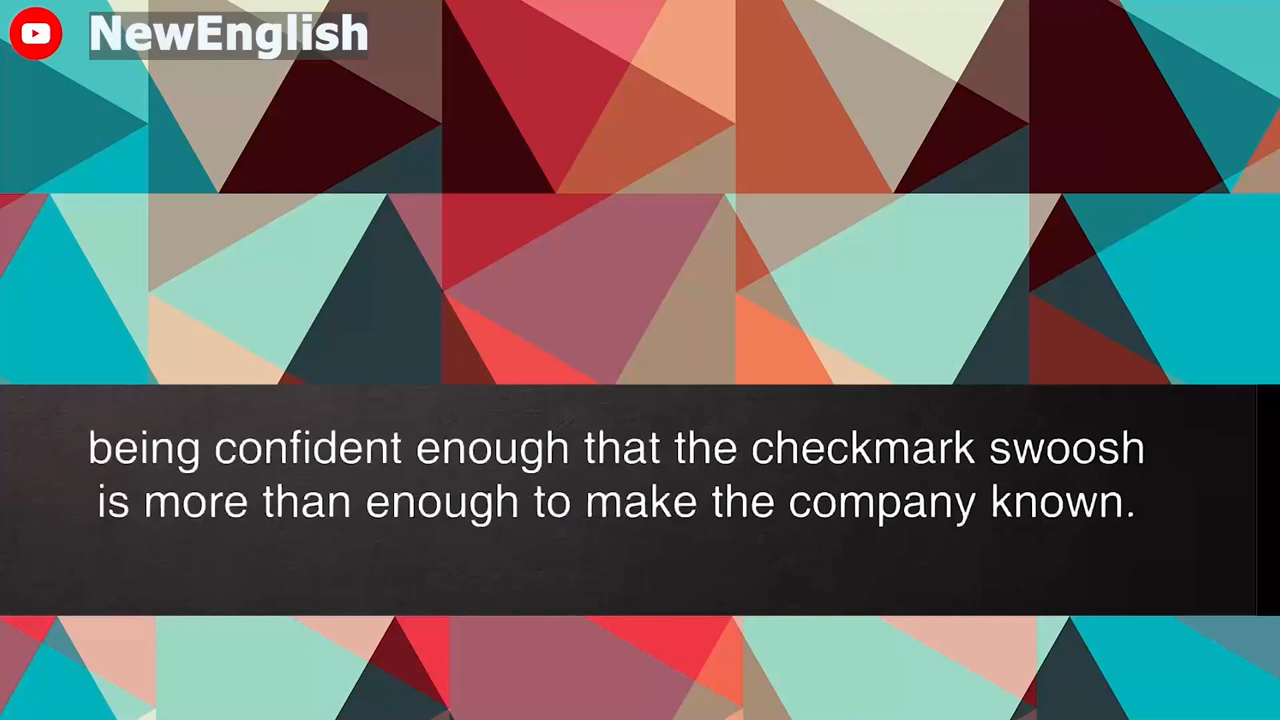 NewEnglish
being confident enough that the checkmark swoosh
is more than enough to make the company known.